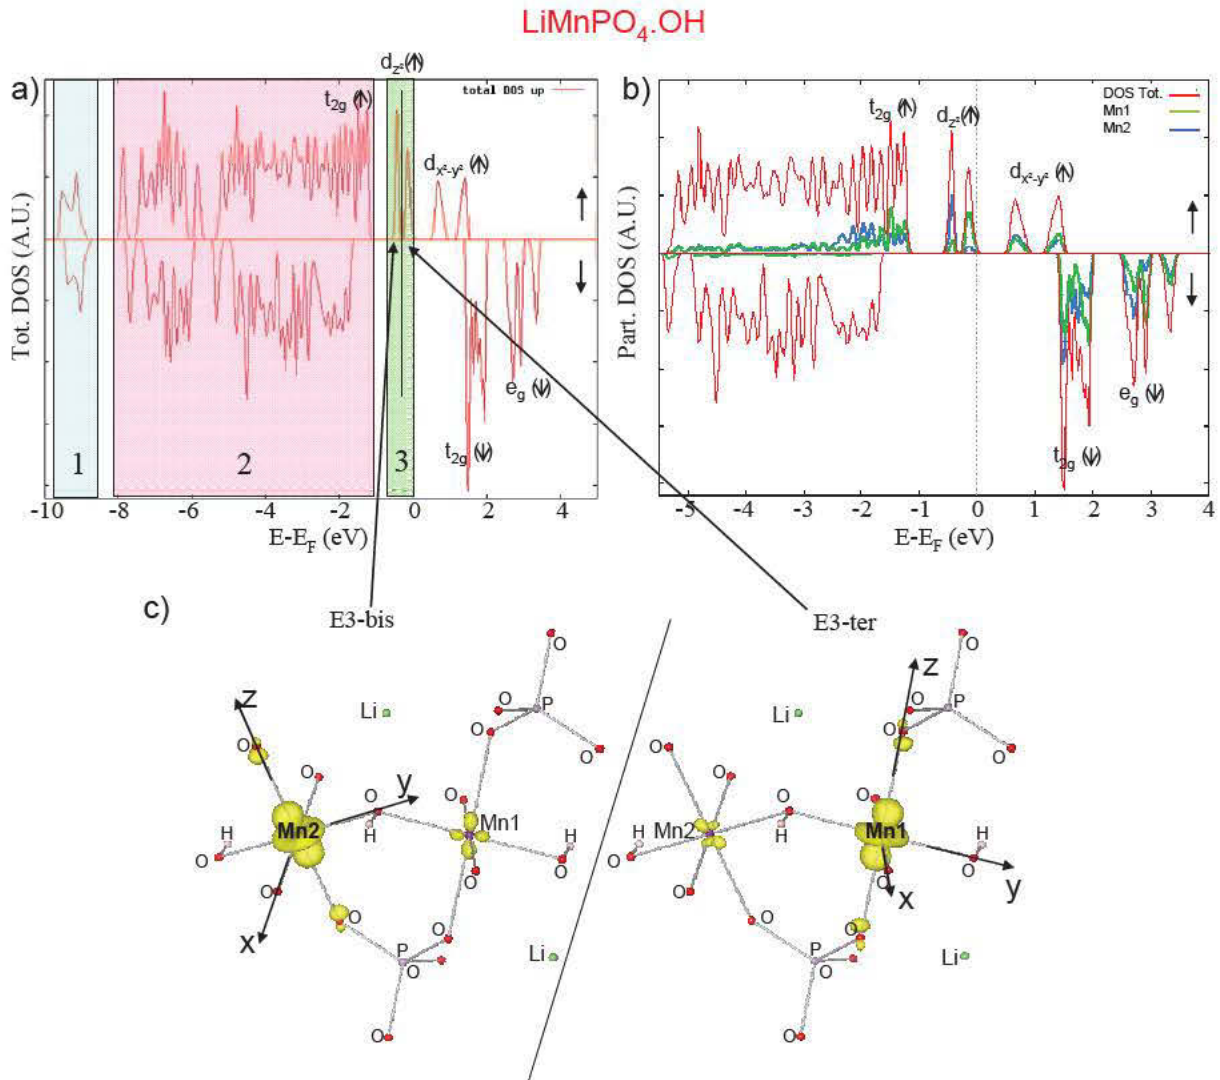 LiMnPO4.OH
a)
total DOS up
dz²(↑)
t2g (↑)
dx²-y² (↑)
eg (↓)
t2g (↓)
1
2
3
Tot. DOS (A.U.)
-10 -8 -6 -4 -2 0 2 4
E-EF (eV)
b)
DOS Tot.
Mn1
Mn2
t2g (↑)
dz²(↑)
dx²-y² (↑)
eg (↓)
t2g (↓)
Part. DOS (A.U.)
-5 -4 -3 -2 -1 0 1 2 3 4
E-EF (eV)
c)
E3-bis
O
O
P
Li
O
O
z
O
O
y
O
O
Mn2
Mn1
H
H
H
O
O
O
O
x
O
O
P
O
Li
O
E3-ter
O
z
O
P
Li
O
O
O
O
O
O
Mn2
Mn1
H
H
H
O
O
O
O
x
y
O
O
P
O
Li
O